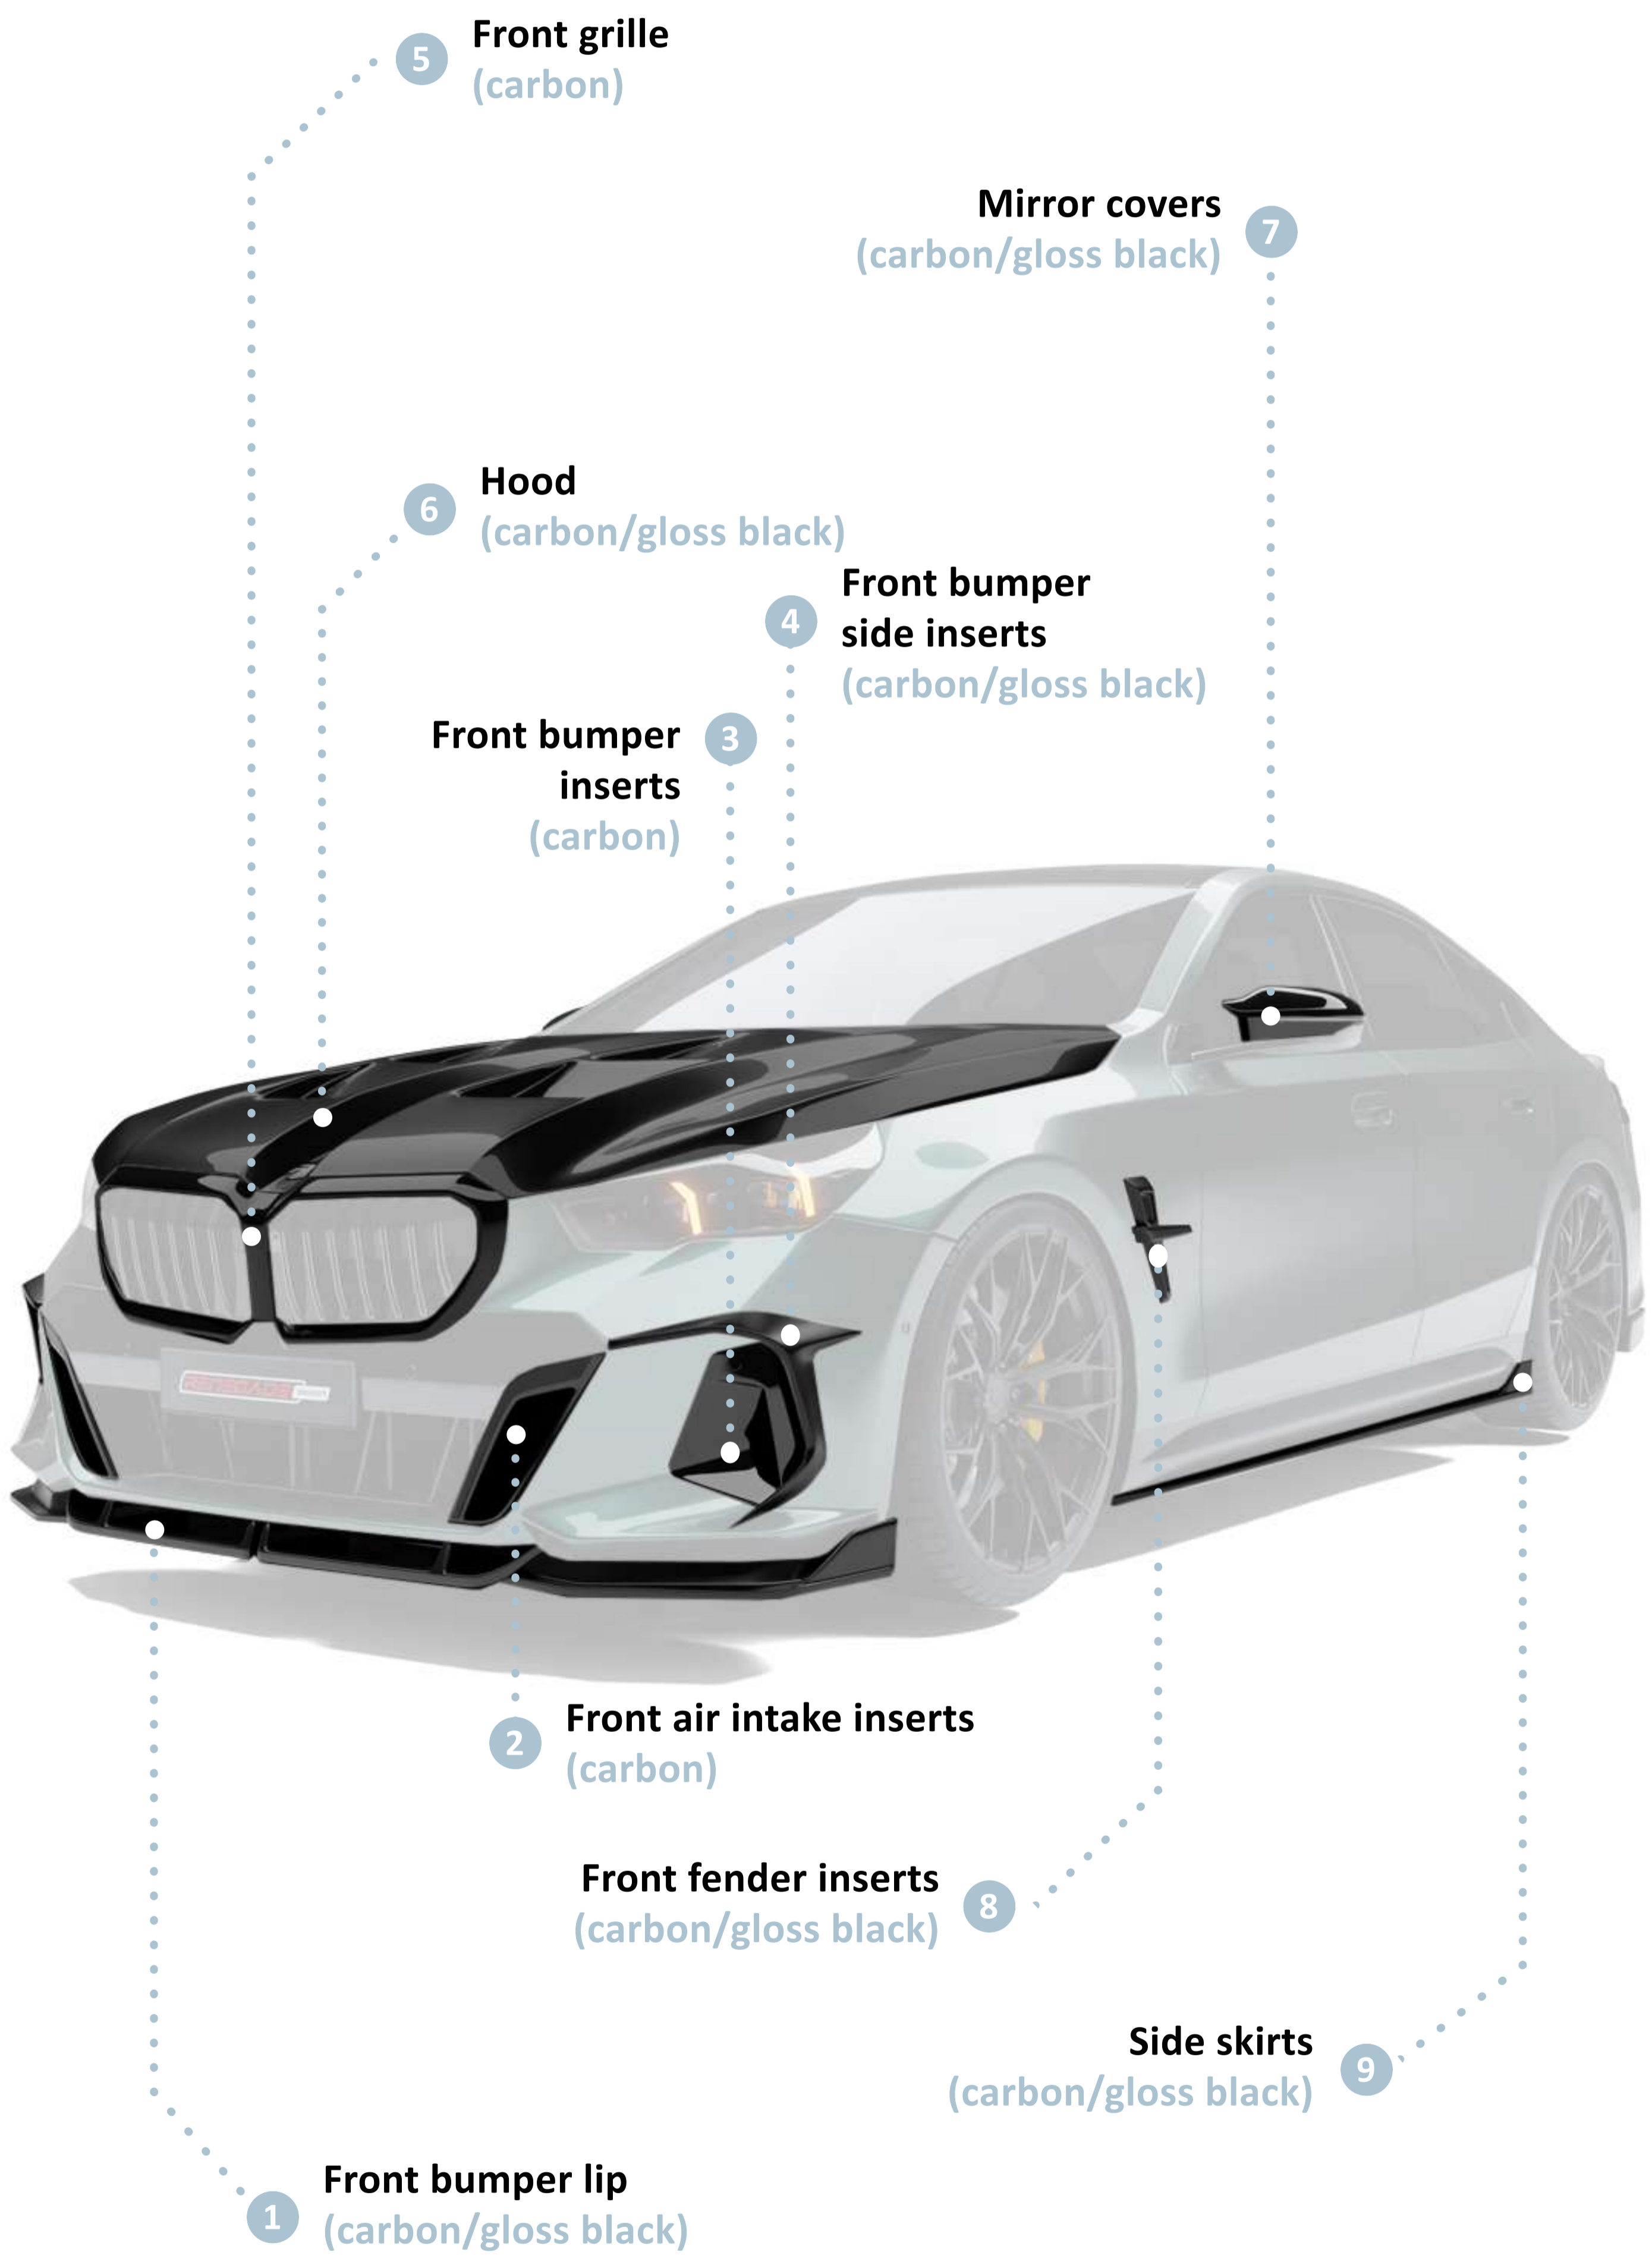 5
Front grille
(carbon)
Mirror covers
(carbon/gloss black)
7
6
Hood
(carbon/gloss black)
4
Front bumper
side inserts
(carbon/gloss black)
Front bumper
inserts
(carbon)
3
RENEGADE
2
Front air intake inserts
(carbon)
Front fender inserts
(carbon/gloss black)
8
Side skirts
(carbon/gloss black)
9
1
Front bumper lip
(carbon/gloss black)